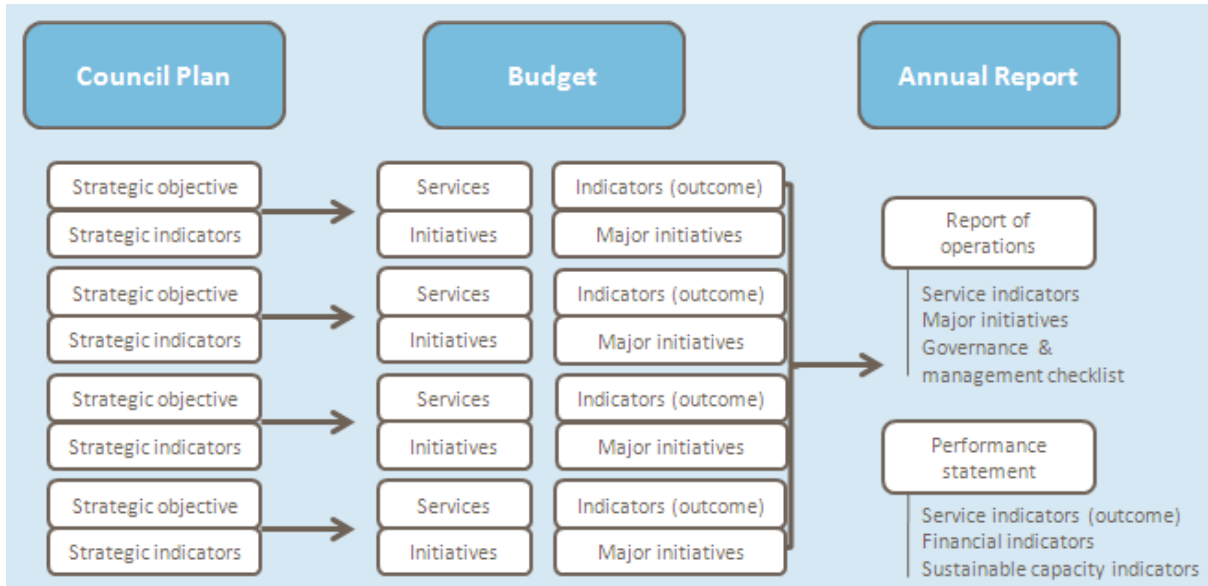 Council Plan
Budget
Annual Report
Strategic objective
Strategic indicators
Services
Initiatives
Indicators (outcome)
Major initiatives
Strategic objective
Strategic indicators
Services
Initiatives
Indicators (outcome)
Major initiatives
Strategic objective
Strategic indicators
Services
Initiatives
Indicators (outcome)
Major initiatives
Strategic objective
Strategic indicators
Services
Initiatives
Indicators (outcome)
Major initiatives
Report of
operations
Service indicators
Major initiatives
Governance &
management checklist
Performance
statement
Service indicators (outcome)
Financial indicators
Sustainable capacity indicators